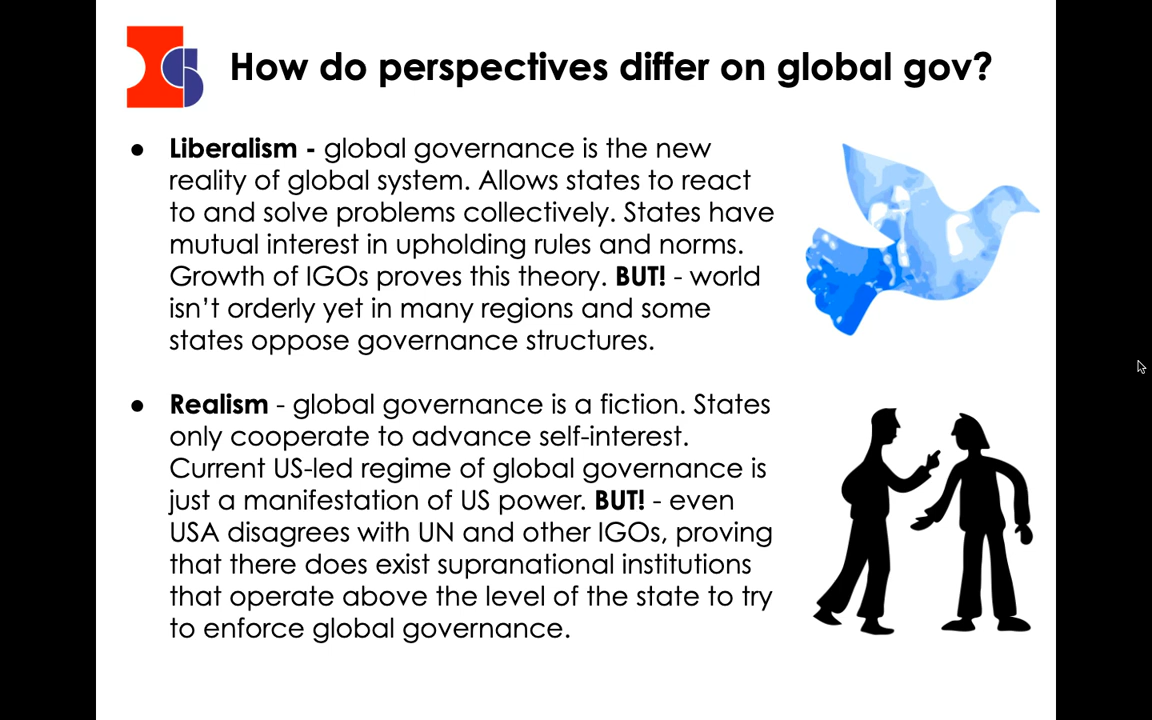 How do perspectives differ on global gov?
● Liberalism - global governance is the new
reality of global system. Allows states to react
to and solve problems collectively. States have
mutual interest in upholding rules and norms.
Growth of IGOs proves this theory. BUT! - world
isn’t orderly yet in many regions and some
states oppose governance structures.
● Realism - global governance is a fiction. States
only cooperate to advance self-interest.
Current US-led regime of global governance is
just a manifestation of US power. BUT! - even
USA disagrees with UN and other IGOs, proving
that there does exist supranational institutions
that operate above the level of the state to try
to enforce global governance.